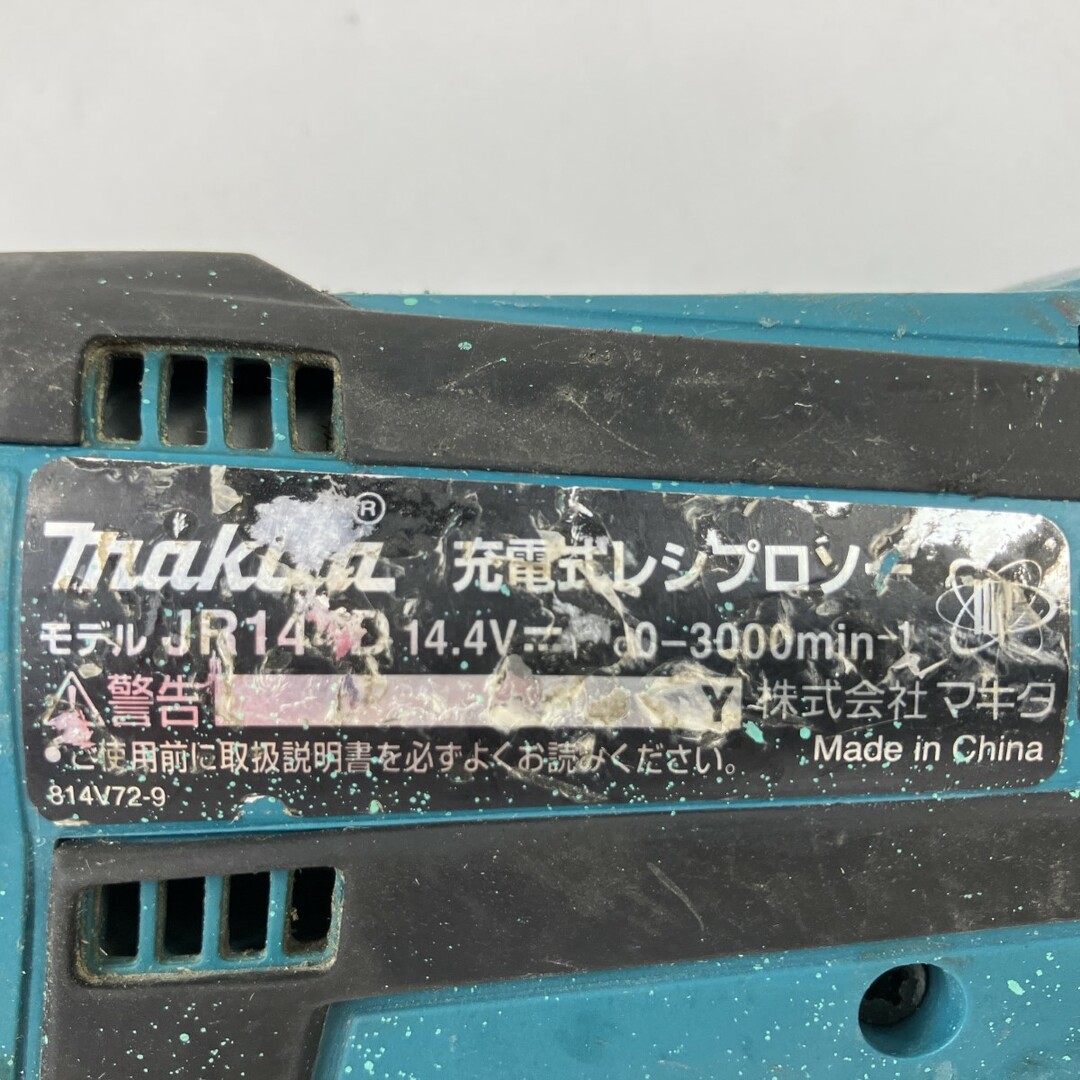 makita®
充電式レシプロソー
モデル 14.4V⎓ 0-3000min⁻¹
警告
株式会社 マキタ
●ご使用前に取扱説明書を必ずよくお読みください。
Made in China
814V72-9